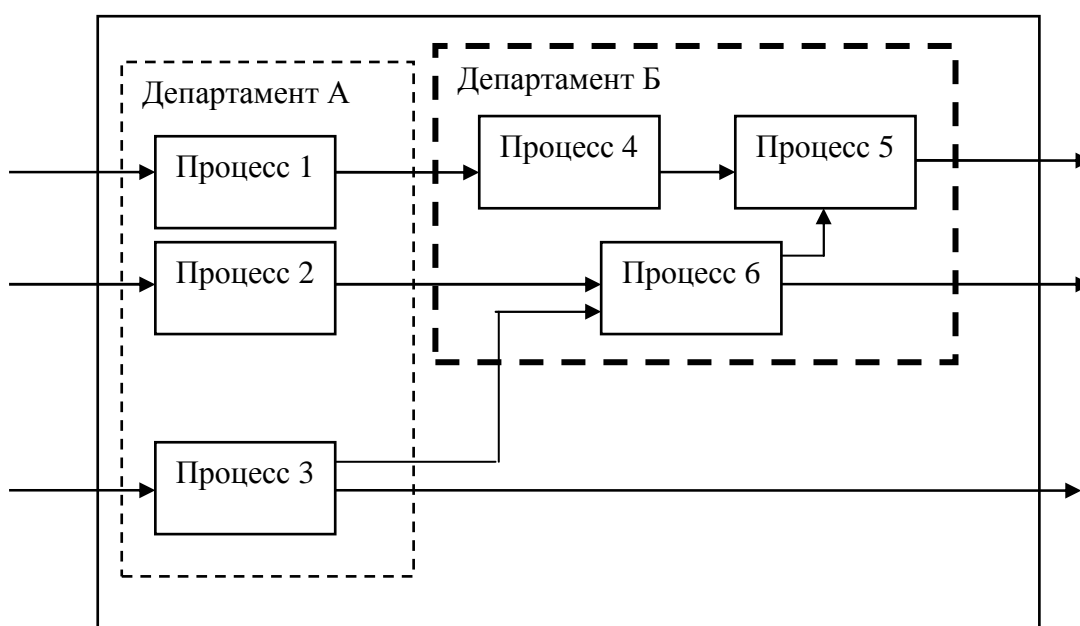 Департамент А
Департамент Б
Процесс 1
Процесс 4
Процесс 5
Процесс 2
Процесс 6
Процесс 3